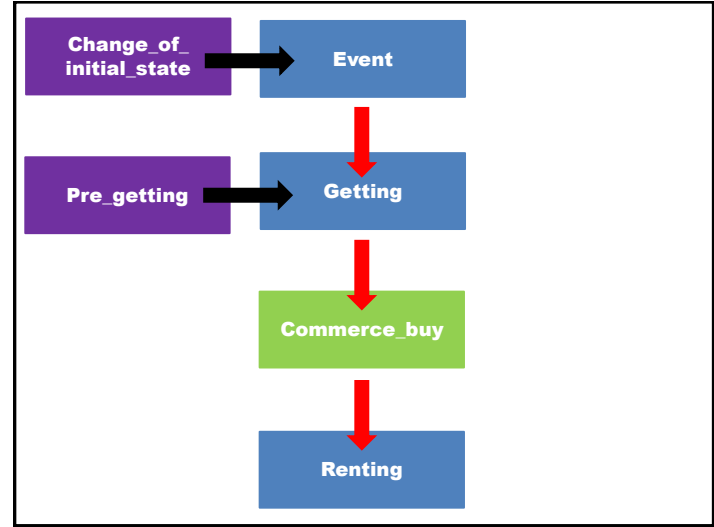 Change_of_
initial_state
Event
Pre_getting
Getting
Commerce_buy
Renting